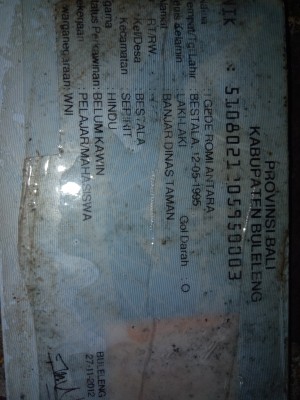 PROVINSI BALI
KABUPATEN BULELENG
NIK : 5108021205950003
Nama : GEDE ROMI ANTARA
Tempat/Tgl Lahir : BESTALA, 12-05-1995
Jenis Kelamin : LAKI-LAKI Gol Darah : O
Alamat : BANJAR DINAS TAMAN
RT/RW :
Kel/Desa : BESTALA
Kecamatan : SERIRIT
Agama : HINDU
Status Perkawinan: BELUM KAWIN
Pekerjaan : PELAJAR/MAHASISWA
Kewarganegaraan: WNI
BULELENG
27-11-2012